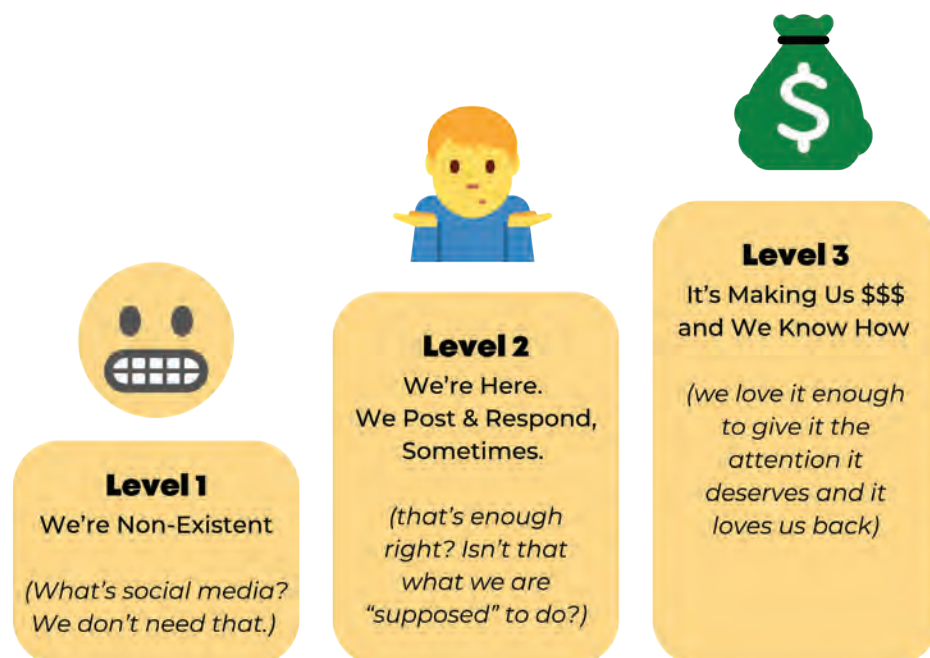 $
Level 1
We're Non-Existent
(What's social media?
We don't need that.)
Level 2
We're Here.
We Post & Respond,
Sometimes.
(that's enough
right? Isn't that
what we are
“supposed” to do?)
Level 3
It's Making Us $$$
and We Know How
(we love it enough
to give it the
attention it
deserves and it
loves us back)